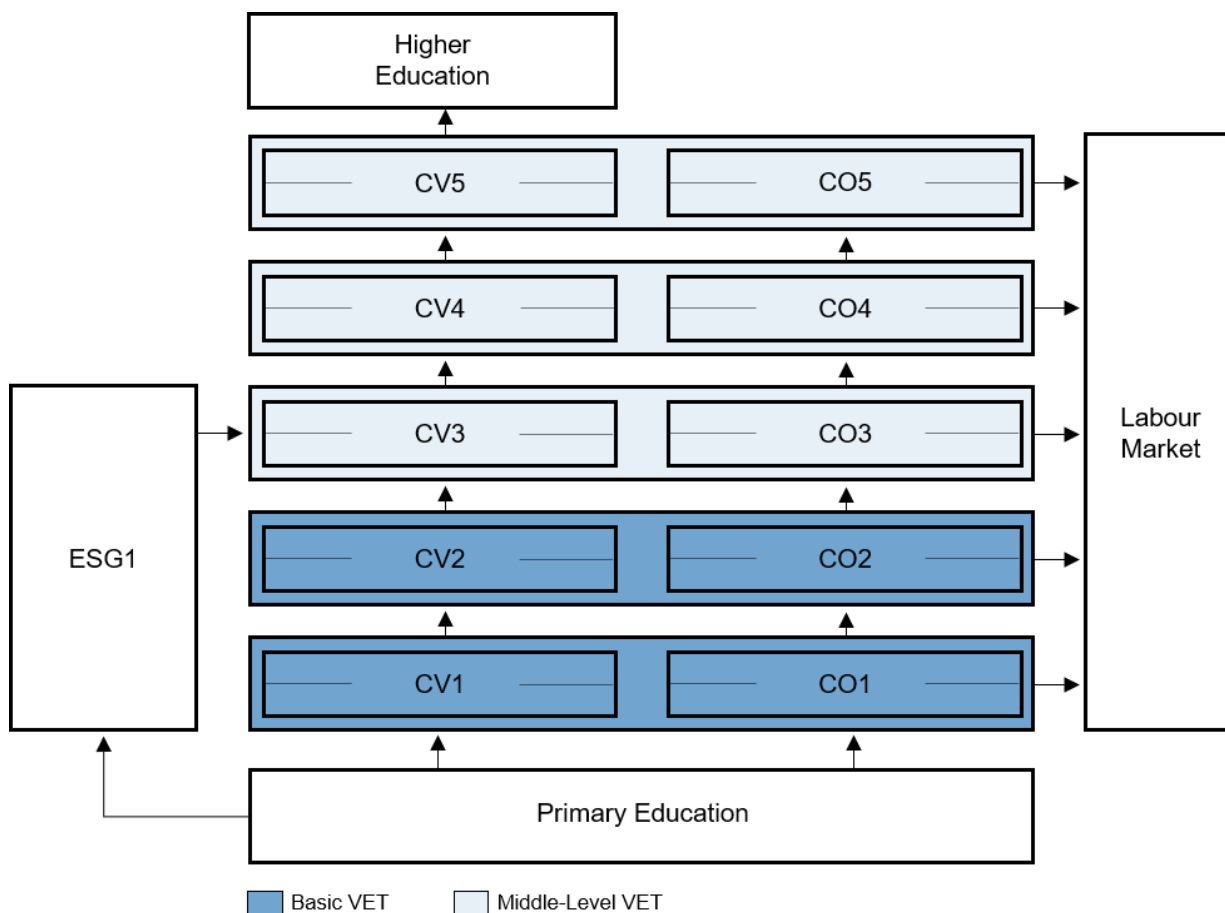 Higher
Education
CV5
CO5
CV4
CO4
CV3
CO3
Labour
Market
ESG1
CV2
CO2
CV1
CO1
Primary Education
Basic VET
Middle-Level VET